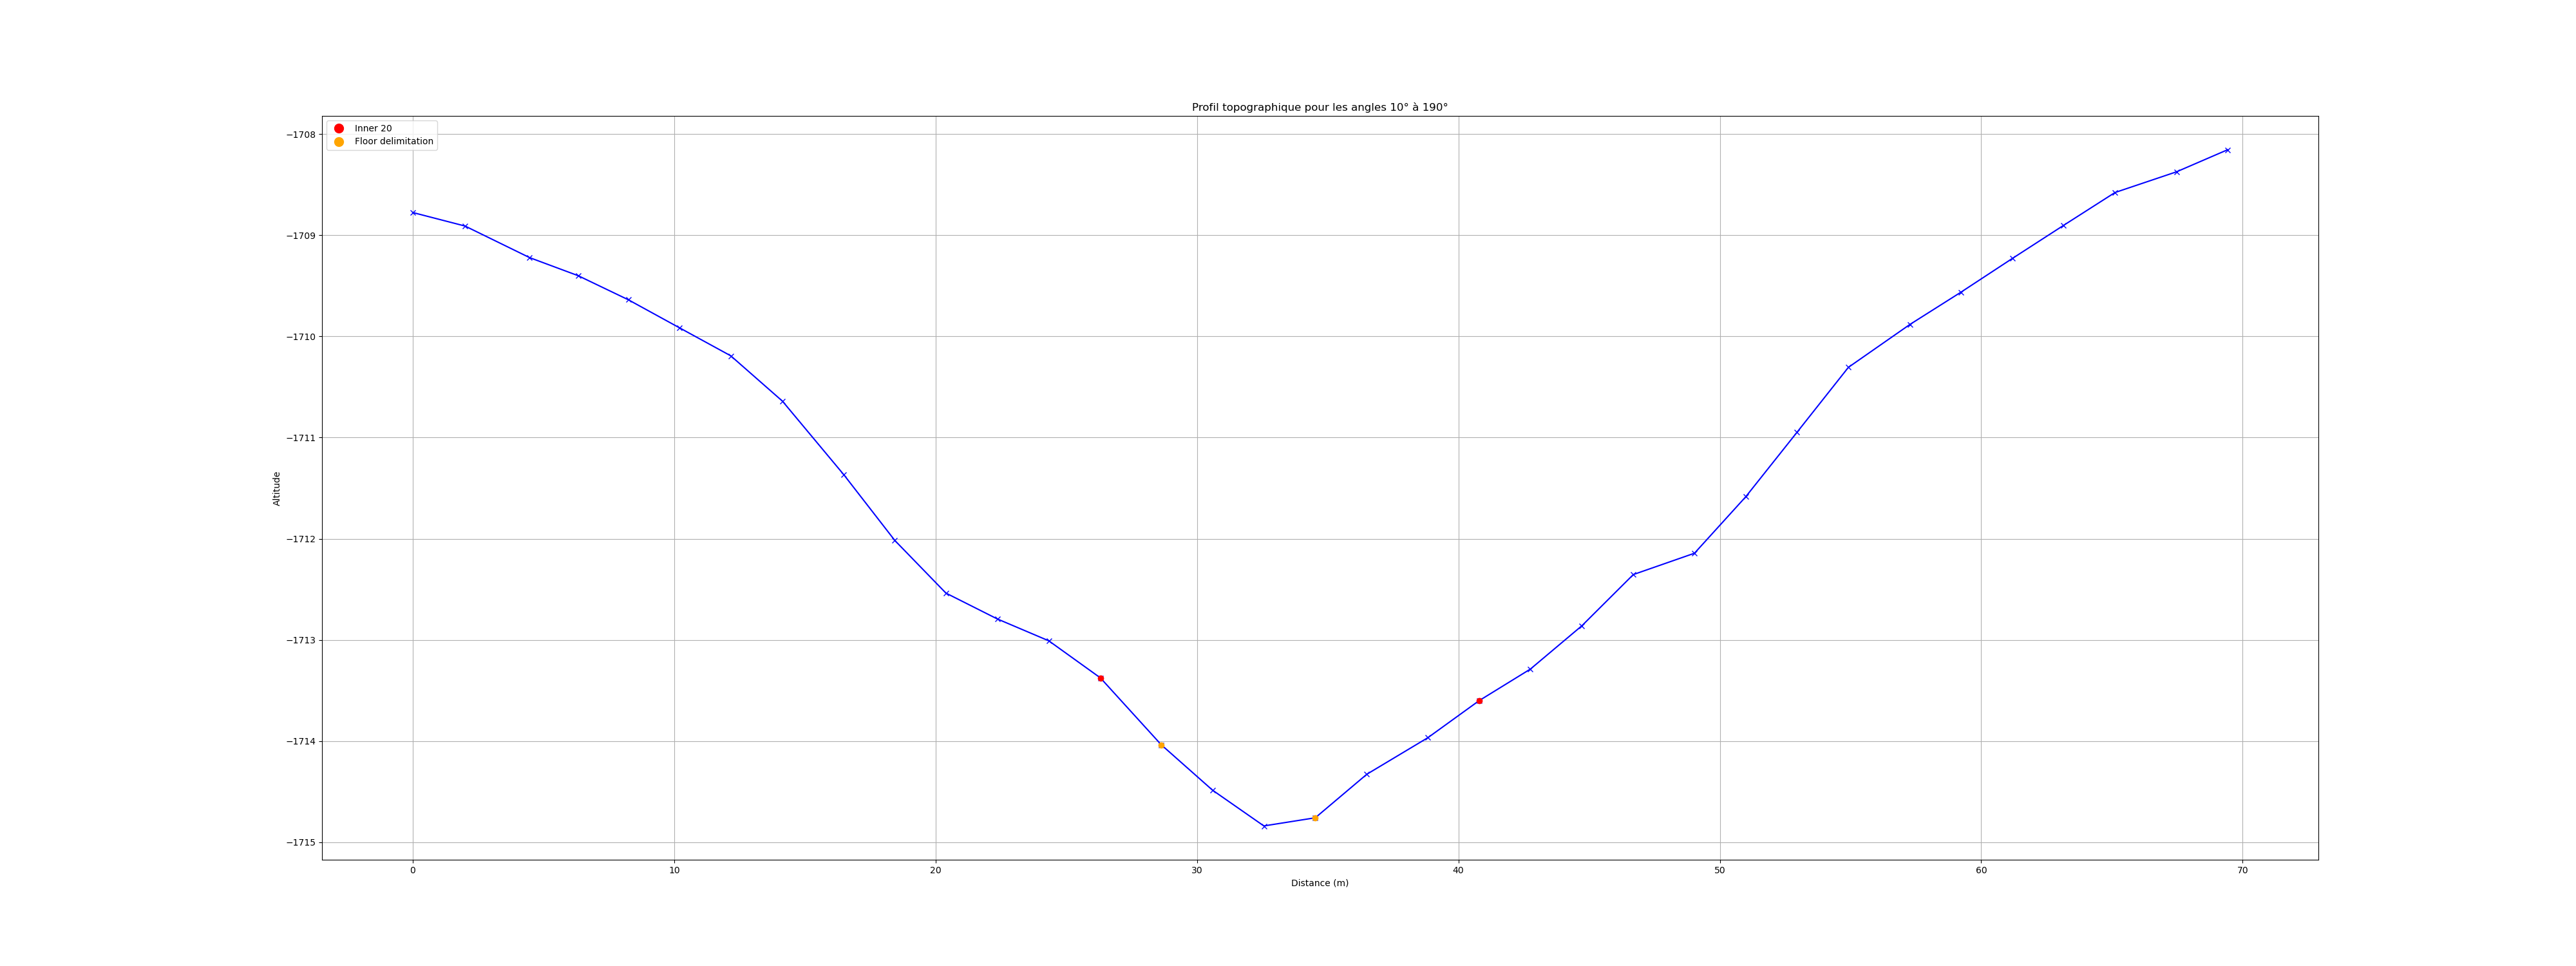 Profil topographique pour les angles 10° à 190°
Inner 20
Floor delimitation
−1708
−1709
−1710
−1711
−1712
−1713
−1714
−1715
Altitude
0 10 20 30 40 50 60 70
Distance (m)